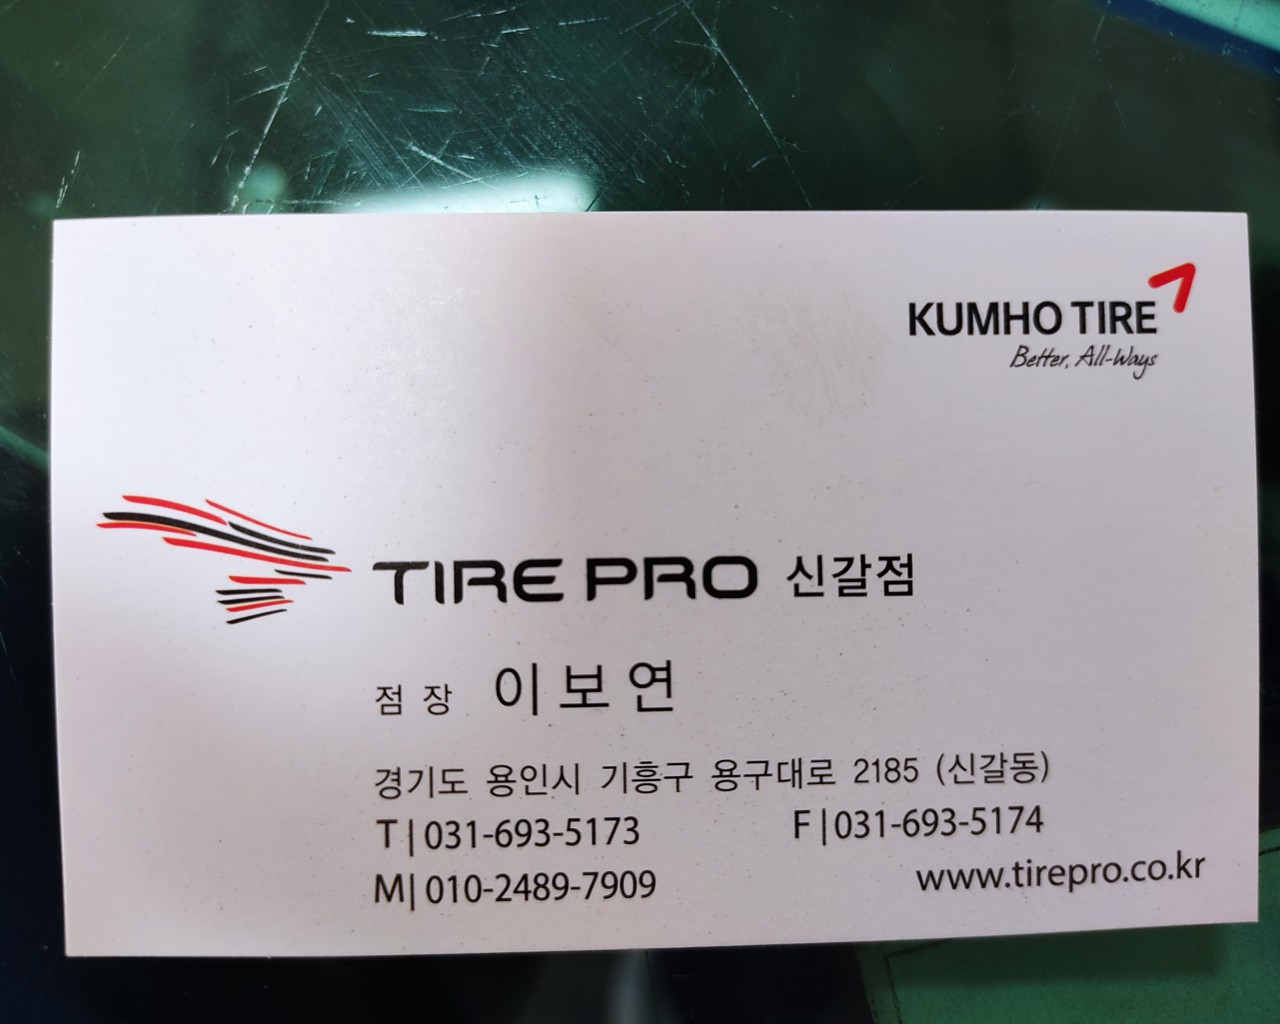 KUMHO TIRE
Better, All-Ways
TIRE PRO 신갈점
점 장 이 보 연
경기도 용인시 기흥구 용구대로 2185 (신갈동)
T | 031-693-5173 F | 031-693-5174
M| 010-2489-7909 www.tirepro.co.kr